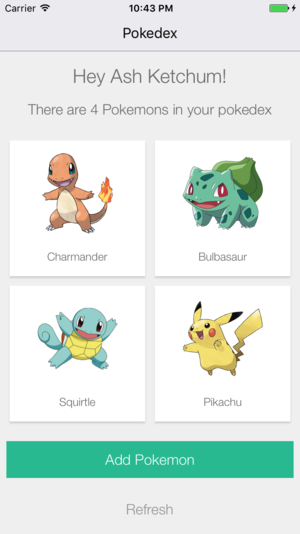 Carrier 10:43 PM
Pokedex
Hey Ash Ketchum!
There are 4 Pokemons in your pokedex
Charmander Bulbasaur
Squirtle Pikachu
Add Pokemon
Refresh